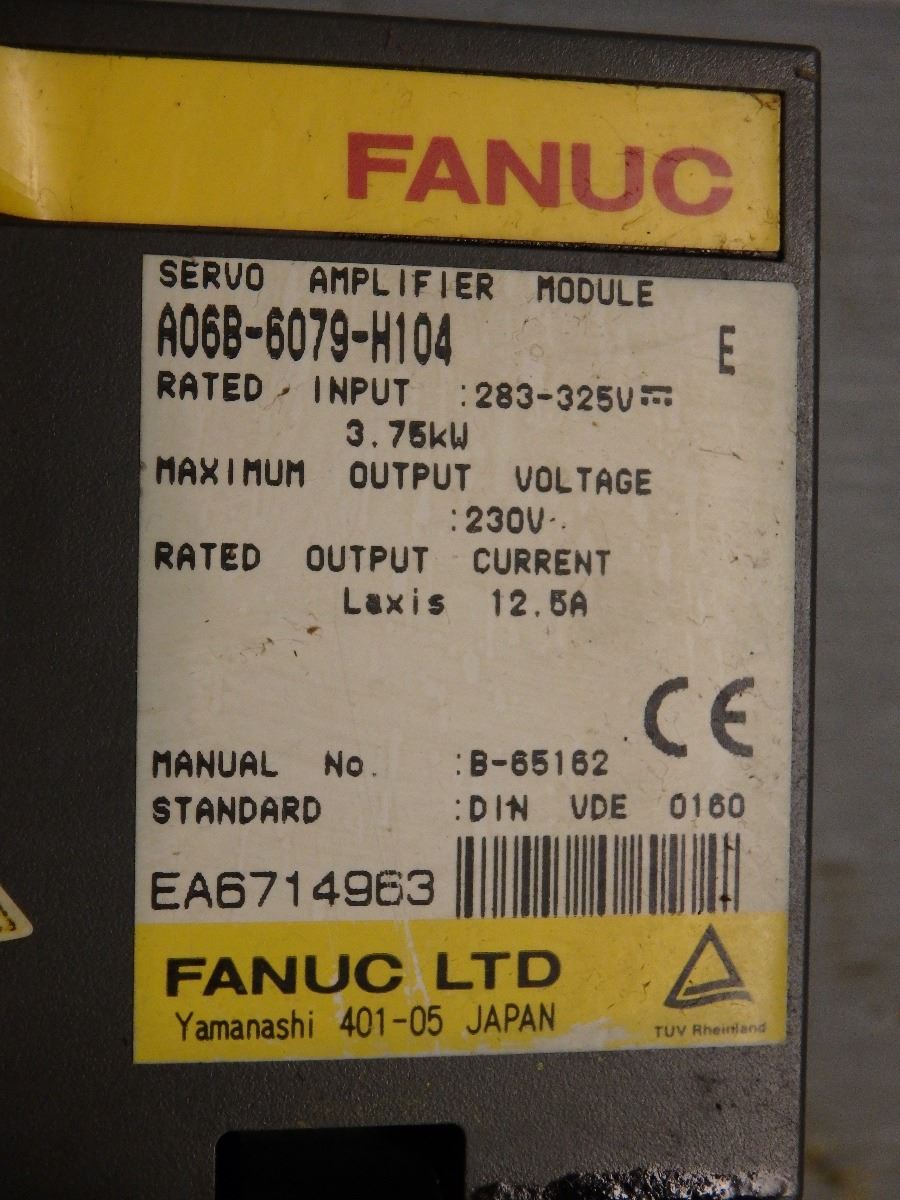 FANUC
SERVO AMPLIFIER MODULE
A06B-6079-H104 E
RATED INPUT :283-325V⎓
3.75kW
MAXIMUM OUTPUT VOLTAGE
:230V~
RATED OUTPUT CURRENT
Laxis 12.5A
CE
MANUAL No. :B-65162
STANDARD :DIN VDE 0160
EA6714963
FANUC LTD
Yamanashi 401-05 JAPAN
TUV Rheinland